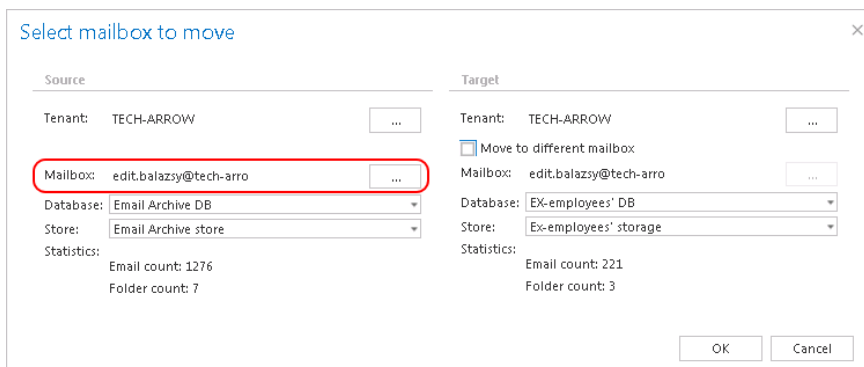 Select mailbox to move
Source
Tenant: TECH-ARROW ...
Mailbox: edit.balazsy@tech-arro ...
Database: Email Archive DB
Store: Email Archive store
Statistics:
Email count: 1276
Folder count: 7
Target
Tenant: TECH-ARROW ...
Move to different mailbox
Mailbox: edit.balazsy@tech-arro ...
Database: EX-employees' DB
Store: Ex-employees' storage
Statistics:
Email count: 221
Folder count: 3
OK Cancel